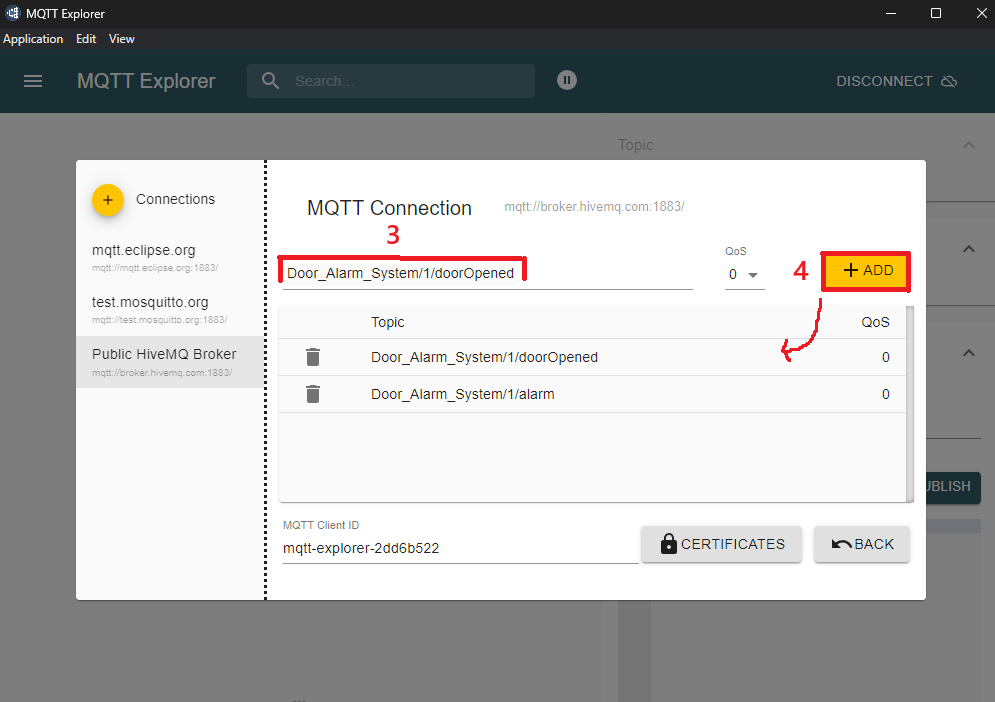 MQTT Explorer
Application Edit View
MQTT Explorer
Search...
DISCONNECT
Topic
Connections
MQTT Connection
mqtt://broker.hivemq.com:1883/
3
mqtt.eclipse.org
mqtt://mqtt.eclipse.org:1883/
QoS
Door_Alarm_System/1/doorOpened
0
4
+ ADD
test.mosquitto.org
mqtt://test.mosquitto.org:1883/
Topic QoS
Public HiveMQ Broker
mqtt://broker.hivemq.com:1883/
Door_Alarm_System/1/doorOpened 0
Door_Alarm_System/1/alarm 0
UBLISH
MQTT Client ID
mqtt-explorer-2dd6b522
CERTIFICATES
BACK